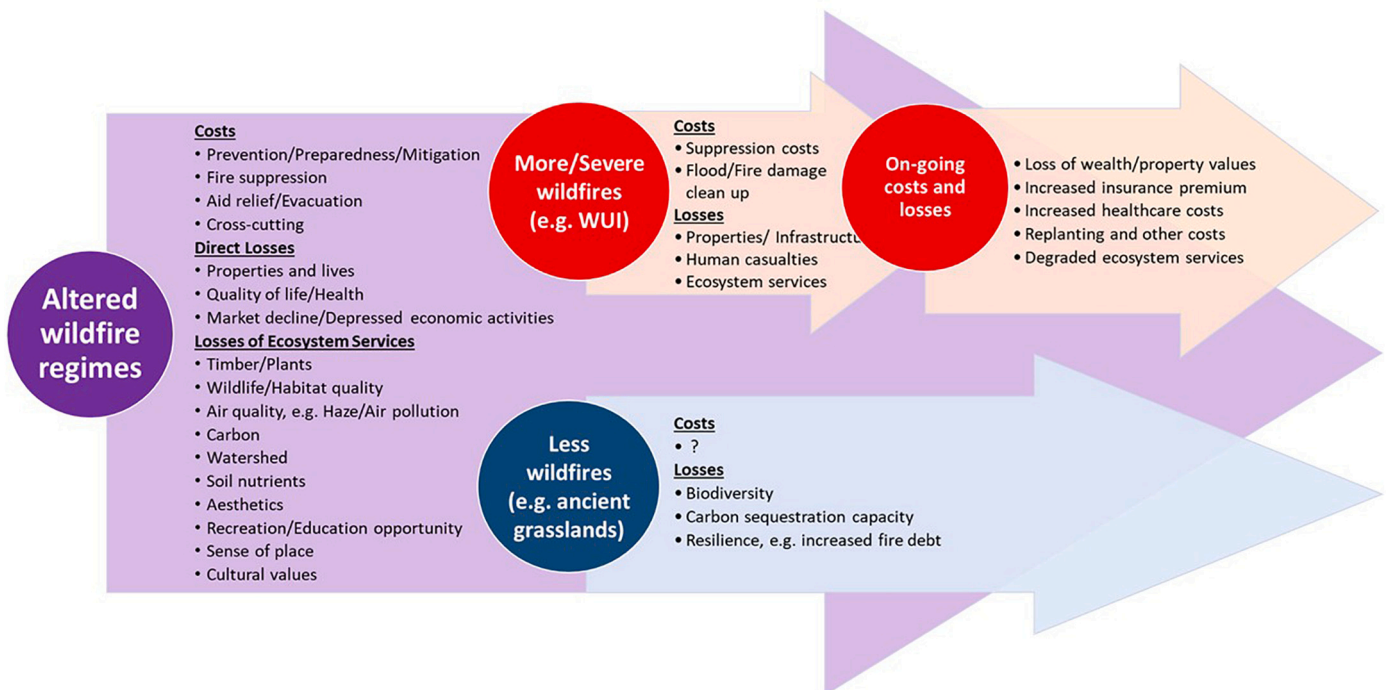 Altered
wildfire
regimes
Costs
• Prevention/Preparedness/Mitigation
• Fire suppression
• Aid relief/Evacuation
• Cross-cutting
Direct Losses
• Properties and lives
• Quality of life/Health
• Market decline/Depressed economic activities
Losses of Ecosystem Services
• Timber/Plants
• Wildlife/Habitat quality
• Air quality, e.g. Haze/Air pollution
• Carbon
• Watershed
• Soil nutrients
• Aesthetics
• Recreation/Education opportunity
• Sense of place
• Cultural values
More/Severe
wildfires
(e.g. WUI)
Costs
• Suppression costs
• Flood/Fire damage
clean up
Losses
• Properties/ Infrastructu
• Human casualties
• Ecosystem services
On-going
costs and
losses
• Loss of wealth/property values
• Increased insurance premium
• Increased healthcare costs
• Replanting and other costs
• Degraded ecosystem services
Less
wildfires
(e.g. ancient
grasslands)
Costs
• ?
Losses
• Biodiversity
• Carbon sequestration capacity
• Resilience, e.g. increased fire debt